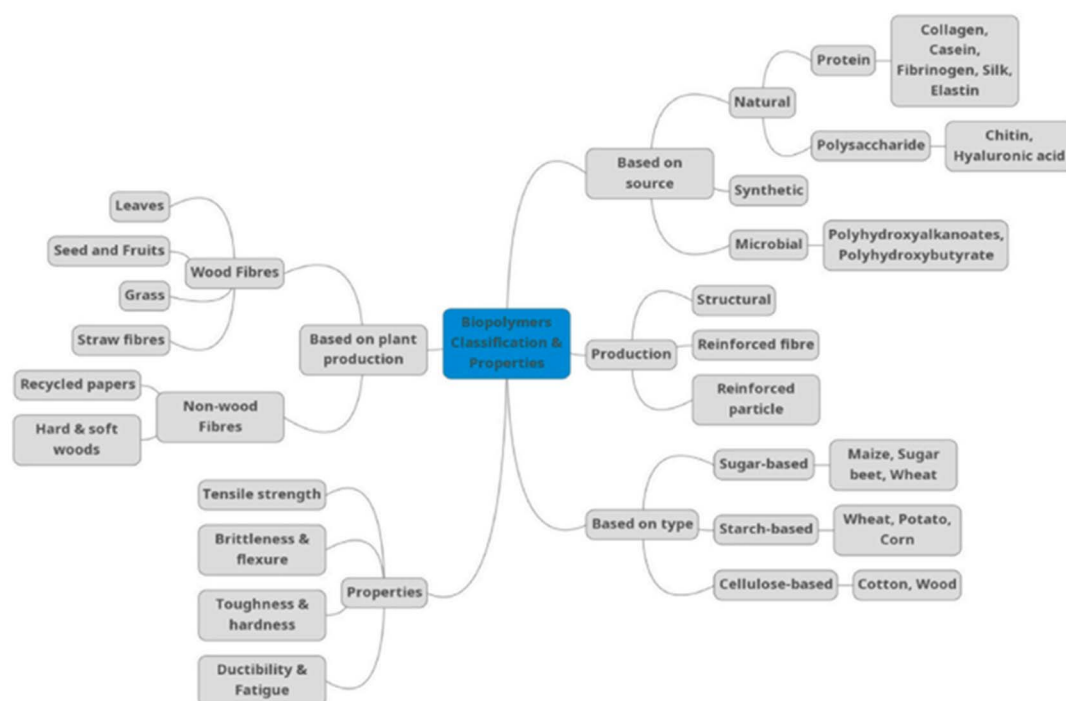 Biopolymers
Classification &
Properties
Based on
source
Natural
Protein
Collagen,
Casein,
Fibrinogen, Silk,
Elastin
Polysaccharide
Chitin,
Hyaluronic acid
Synthetic
Microbial
Polyhydroxyalkanoates,
Polyhydroxybutyrate
Production
Structural
Reinforced fibre
Reinforced
particle
Based on type
Sugar-based
Maize, Sugar
beet, Wheat
Starch-based
Wheat, Potato,
Corn
Cellulose-based
Cotton, Wood
Based on plant
production
Wood Fibres
Leaves
Seed and Fruits
Grass
Straw fibres
Non-wood
Fibres
Recycled papers
Hard & soft
woods
Properties
Tensile strength
Brittleness &
flexure
Toughness &
hardness
Ductibility &
Fatigue